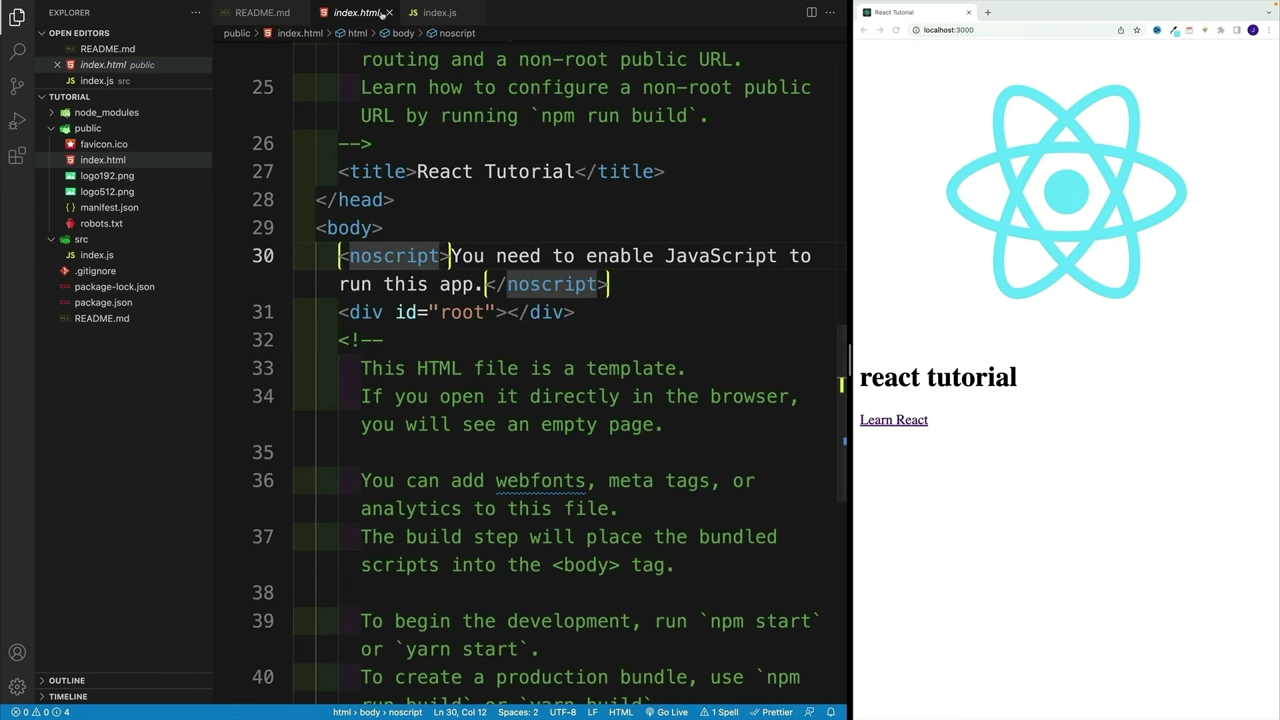 EXPLORER
OPEN EDITORS
README.md
index.html public
index.js src
TUTORIAL
node_modules
public
favicon.ico
index.html
logo192.png
logo512.png
manifest.json
robots.txt
src
index.js
.gitignore
package-lock.json
package.json
README.md
OUTLINE
TIMELINE
README.md
index.html
index.js
public > index.html > html > body > noscript
routing and a non-root public URL.
25 Learn how to configure a non-root public
URL by running `npm run build`.
26 -->
27 <title>React Tutorial</title>
28 </head>
29 <body>
30 <noscript>You need to enable JavaScript to
run this app.</noscript>
31 <div id="root"></div>
32 <!--
33 This HTML file is a template.
34 If you open it directly in the browser,
you will see an empty page.
35
36 You can add webfonts, meta tags, or
analytics to this file.
37 The build step will place the bundled
scripts into the <body> tag.
38
39 To begin the development, run `npm start`
or `yarn start`.
40 To create a production bundle, use `npm
run build` or `yarn build`.
0 0 4
html > body > noscript
Ln 30, Col 12
Spaces: 2
UTF-8
LF
HTML
Go Live
1 Spell
Prettier
React Tutorial
localhost:3000
J
react tutorial
Learn React